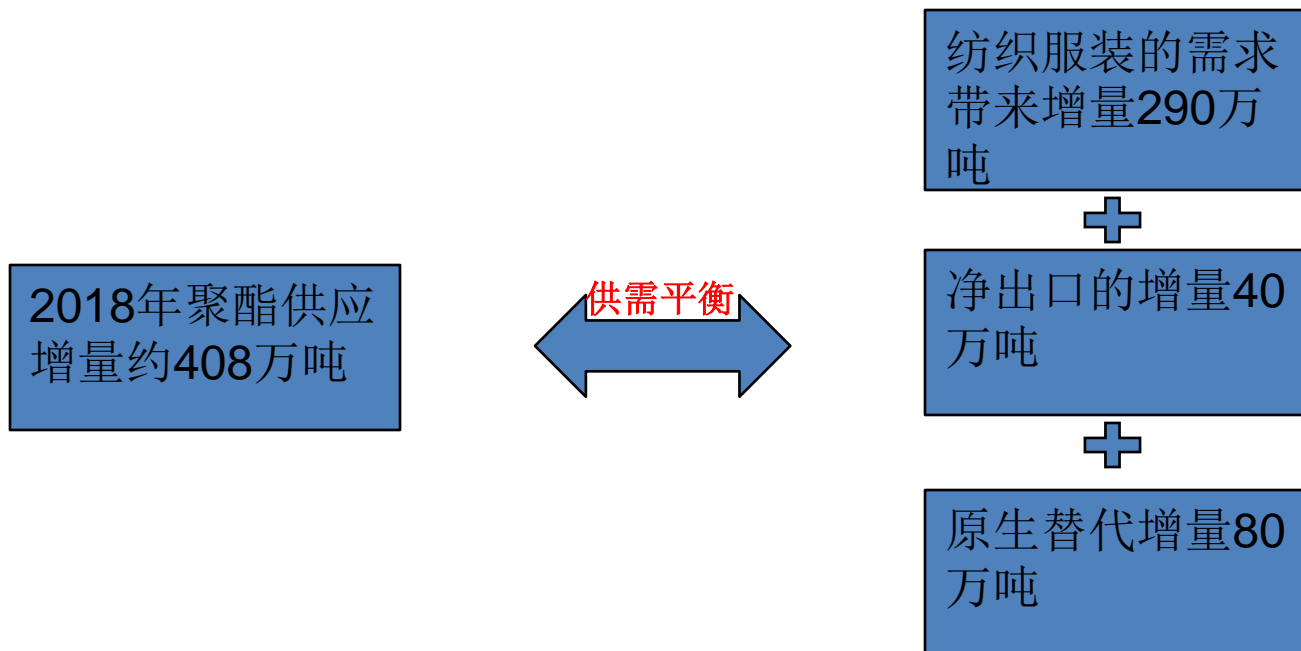 2018年聚酯供应
增量约408万吨
供需平衡
纺织服装的需求
带来增量290万
吨
净出口的增量40
万吨
原生替代增量80
万吨